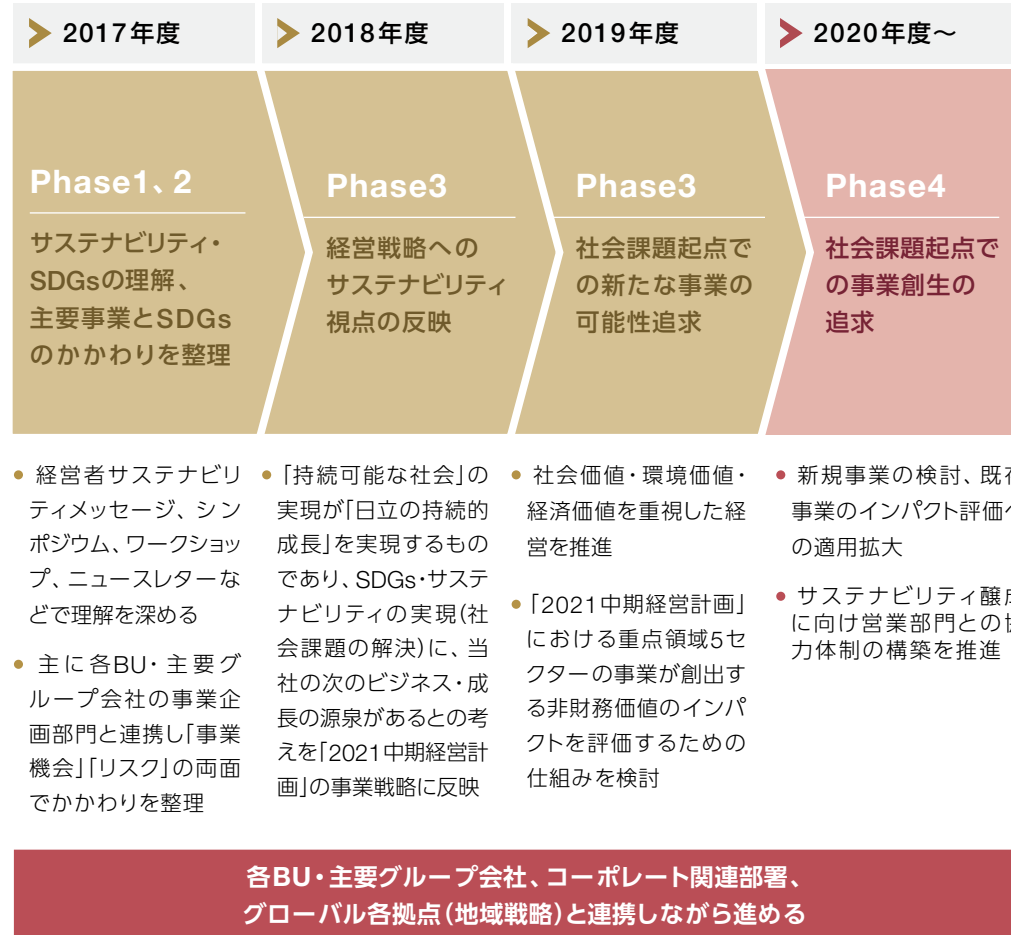 2017年度
2018年度
2019年度
2020年度～
Phase1、2
サステナビリティ・
SDGsの理解、
主要事業とSDGs
のかかわりを整理
Phase3
経営戦略への
サステナビリティ
視点の反映
Phase3
社会課題起点で
の新たな事業の
可能性追求
Phase4
社会課題起点で
の事業創生の
追求
• 経営者サステナビリ
ティメッセージ、シン
ポジウム、ワークショッ
プ、ニュースレターな
どで理解を深める
• 主に各BU・主要グ
ループ会社の事業企
画部門と連携し「事業
機会」「リスク」の両面
でかかわりを整理
• 「持続可能な社会」の
実現が「日立の持続的
成長」を実現するもの
であり、SDGs・サステ
ナビリティの実現(社
会課題の解決)に、当
社の次のビジネス・成
長の源泉があるとの考
えを「2021中期経営計
画」の事業戦略に反映
• 社会価値・環境価値・
経済価値を重視した経
営を推進
• 「2021中期経営計画」
における重点領域5セ
クターの事業が創出す
る非財務価値のインパ
クトを評価するための
仕組みを検討
• 新規事業の検討、既
事業のインパクト評価
の適用拡大
• サステナビリティ醸
に向け営業部門との
力体制の構築を推進
各BU・主要グループ会社、コーポレート関連部署、
グローバル各拠点(地域戦略)と連携しながら進める